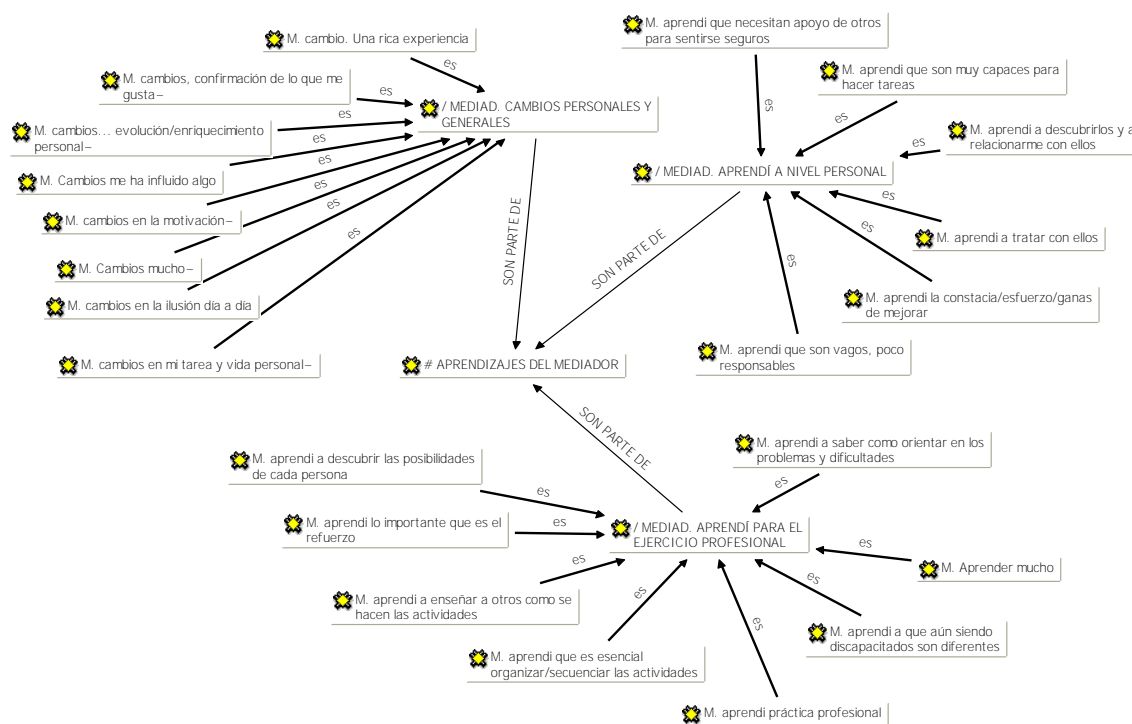 M. cambio. Una rica experiencia
es
M. cambios, confirmación de lo que me
gusta–
es
M. cambios... evolución/enriquecimiento
personal–
es
M. Cambios me ha influido algo
es
M. cambios en la motivación–
es
M. Cambios mucho–
es
M. cambios en la ilusión día a día
es
M. cambios en mi tarea y vida personal–
es
/ MEDIAD. CAMBIOS PERSONALES Y
GENERALES
SON PARTE DE
M. aprendi que necesitan apoyo de otros
para sentirse seguros
es
M. aprendi que son muy capaces para
hacer tareas
es
M. aprendi a descubrirlos y a
relacionarme con ellos
es
/ MEDIAD. APRENDÍ A NIVEL PERSONAL
es
M. aprendi a tratar con ellos
es
M. aprendi la constacia/esfuerzo/ganas
de mejorar
es
M. aprendi que son vagos, poco
responsables
SON PARTE DE
# APRENDIZAJES DEL MEDIADOR
SON PARTE DE
M. aprendi a saber como orientar en los
problemas y dificultades
es
M. aprendi a descubrir las posibilidades
de cada persona
es
M. aprendi lo importante que es el
refuerzo
es
/ MEDIAD. APRENDÍ PARA EL
EJERCICIO PROFESIONAL
es
M. Aprender mucho
es
M. aprendi a enseñar a otros como se
hacen las actividades
es
M. aprendi a que aún siendo
discapacitados son diferentes
es
M. aprendi que es esencial
organizar/secuenciar las actividades
es
M. aprendi práctica profesional